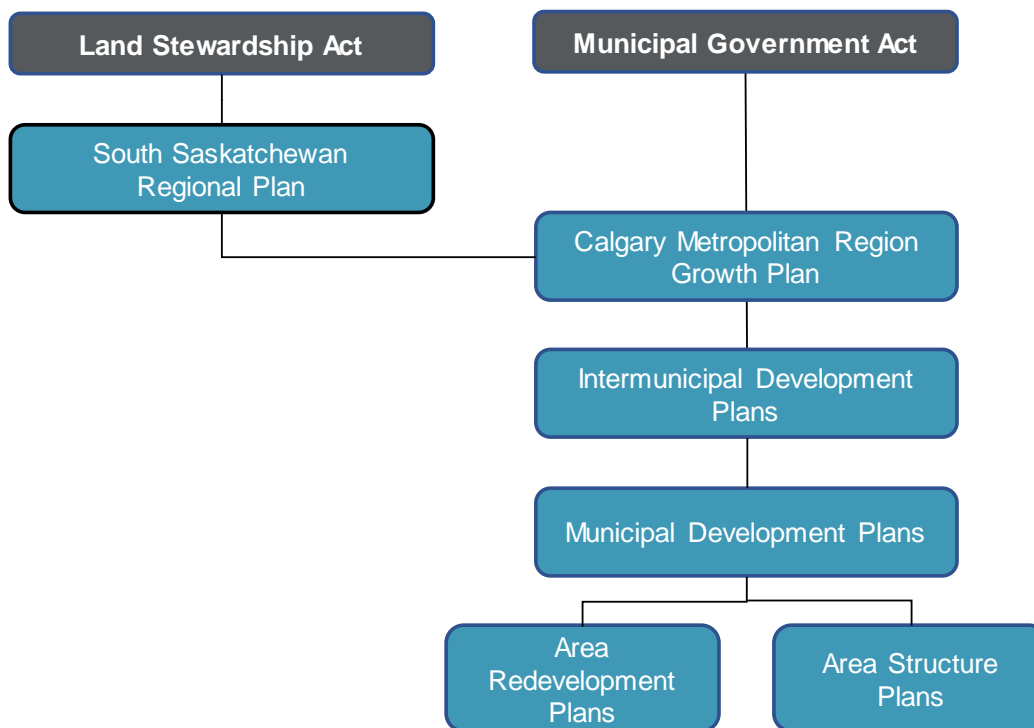 Land Stewardship Act
Municipal Government Act
South Saskatchewan
Regional Plan
Calgary Metropolitan Region
Growth Plan
Intermunicipal Development
Plans
Municipal Development Plans
Area
Redevelopment
Plans
Area Structure
Plans